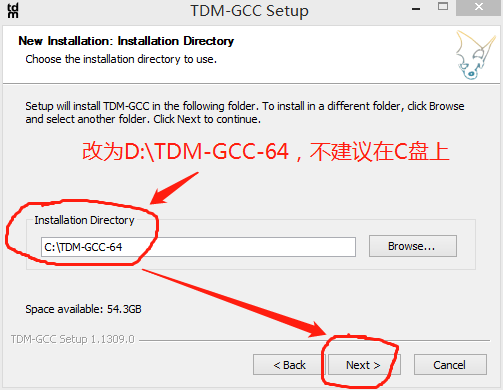 tdm
TDM-GCC Setup
New Installation: Installation Directory
Choose the installation directory to use.
Setup will install TDM-GCC in the following folder. To install in a different folder, click Browse
and select another folder. Click Next to continue.
改为D:\TDM-GCC-64，不建议在C盘上
Installation Directory
C:\TDM-GCC-64
Browse...
Space available: 54.3GB
TDM-GCC Setup 1.1309.0
< Back
Next >
Cancel